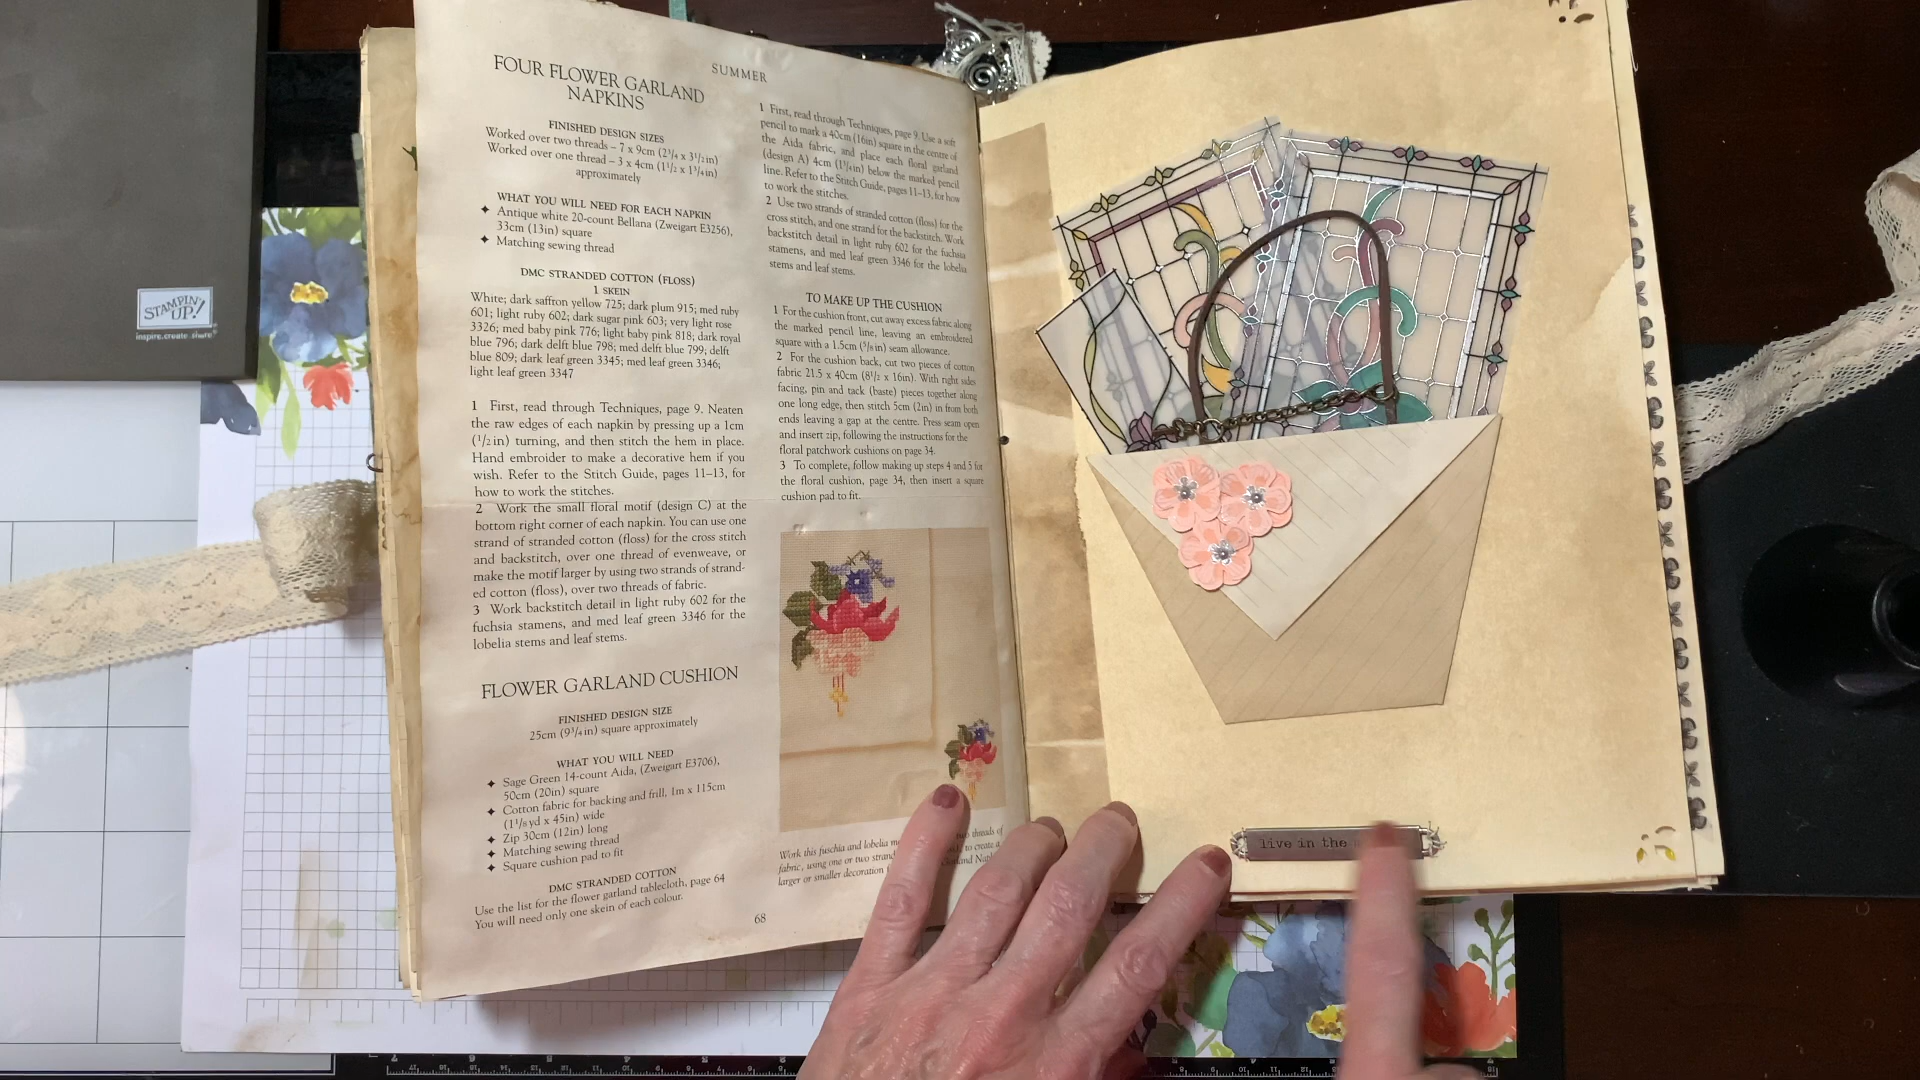 SUMMER
FOUR FLOWER GARLAND
NAPKINS
FINISHED DESIGN SIZES
Worked over two threads – 7 x 9cm (2¾ x 3½in)
Worked over one thread – 3 x 4cm (1½ x 1¾in)
approximately
WHAT YOU WILL NEED FOR EACH NAPKIN
✦ Antique white 20-count Bellana (Zweigart E3256),
33cm (13in) square
✦ Matching sewing thread
DMC STRANDED COTTON (FLOSS)
1 SKEIN
White; dark saffron yellow 725; dark plum 915; med ruby
601; light ruby 602; dark sugar pink 603; very light rose
3326; med baby pink 776; light baby pink 818; dark royal
blue 796; dark delft blue 798; med delft blue 799; delft
blue 809; dark leaf green 3345; med leaf green 3346;
light leaf green 3347
1 First, read through Techniques, page 9. Neaten
the raw edges of each napkin by pressing up a 1cm
(½in) turning, and then stitch the hem in place.
Hand embroider to make a decorative hem if you
wish. Refer to the Stitch Guide, pages 11–13, for
how to work the stitches.
2 Work the small floral motif (design C) at the
bottom right corner of each napkin. You can use one
strand of stranded cotton (floss) for the cross stitch
and backstitch, over one thread of evenweave, or
make the motif larger by using two strands of strand-
ed cotton (floss), over two threads of fabric.
3 Work backstitch detail in light ruby 602 for the
fuchsia stamens, and med leaf green 3346 for the
lobelia stems and leaf stems.
FLOWER GARLAND CUSHION
FINISHED DESIGN SIZE
25cm (9¾in) square approximately
WHAT YOU WILL NEED
✦ Sage Green 14-count Aida, (Zweigart E3706),
50cm (20in) square
✦ Cotton fabric for backing and frill, 1m x 115cm
(1⅛yd x 45in) wide
✦ Zip 30cm (12in) long
✦ Matching sewing thread
✦ Square cushion pad to fit
DMC STRANDED COTTON
Use the list for the flower garland tablecloth, page 64
You will need only one skein of each colour.
1 First, read through Techniques, page 9. Use a soft
pencil to mark a 40cm (16in) square in the centre of
the Aida fabric, and place each floral garland
(design A) 4cm (1¾in) below the marked pencil
line. Refer to the Stitch Guide, pages 11–13, for how
to work the stitches.
2 Use two strands of stranded cotton (floss) for the
cross stitch, and one strand for the backstitch. Work
backstitch detail in light ruby 602 for the fuchsia
stamens, and med leaf green 3346 for the lobelia
stems and leaf stems.
TO MAKE UP THE CUSHION
1 For the cushion front, cut away excess fabric along
the marked pencil line, leaving an embroidered
square with a 1.5cm (⅝in) seam allowance.
2 For the cushion back, cut two pieces of cotton
fabric 21.5 x 40cm (8½ x 16in). With right sides
facing, pin and tack (baste) pieces together along
one long edge, then stitch 5cm (2in) in from both
ends leaving a gap at the centre. Press seam open
and insert zip, following the instructions for the
floral patchwork cushions on page 34.
3 To complete, follow making up steps 4 and 5 for
the floral cushion, page 34, then insert a square
cushion pad to fit.
Work this fuschia and lobelia threads of
fabric, using one or two to create a
larger or smaller decoration
68
live in the
STAMPIN' UP!
inspire.create.share